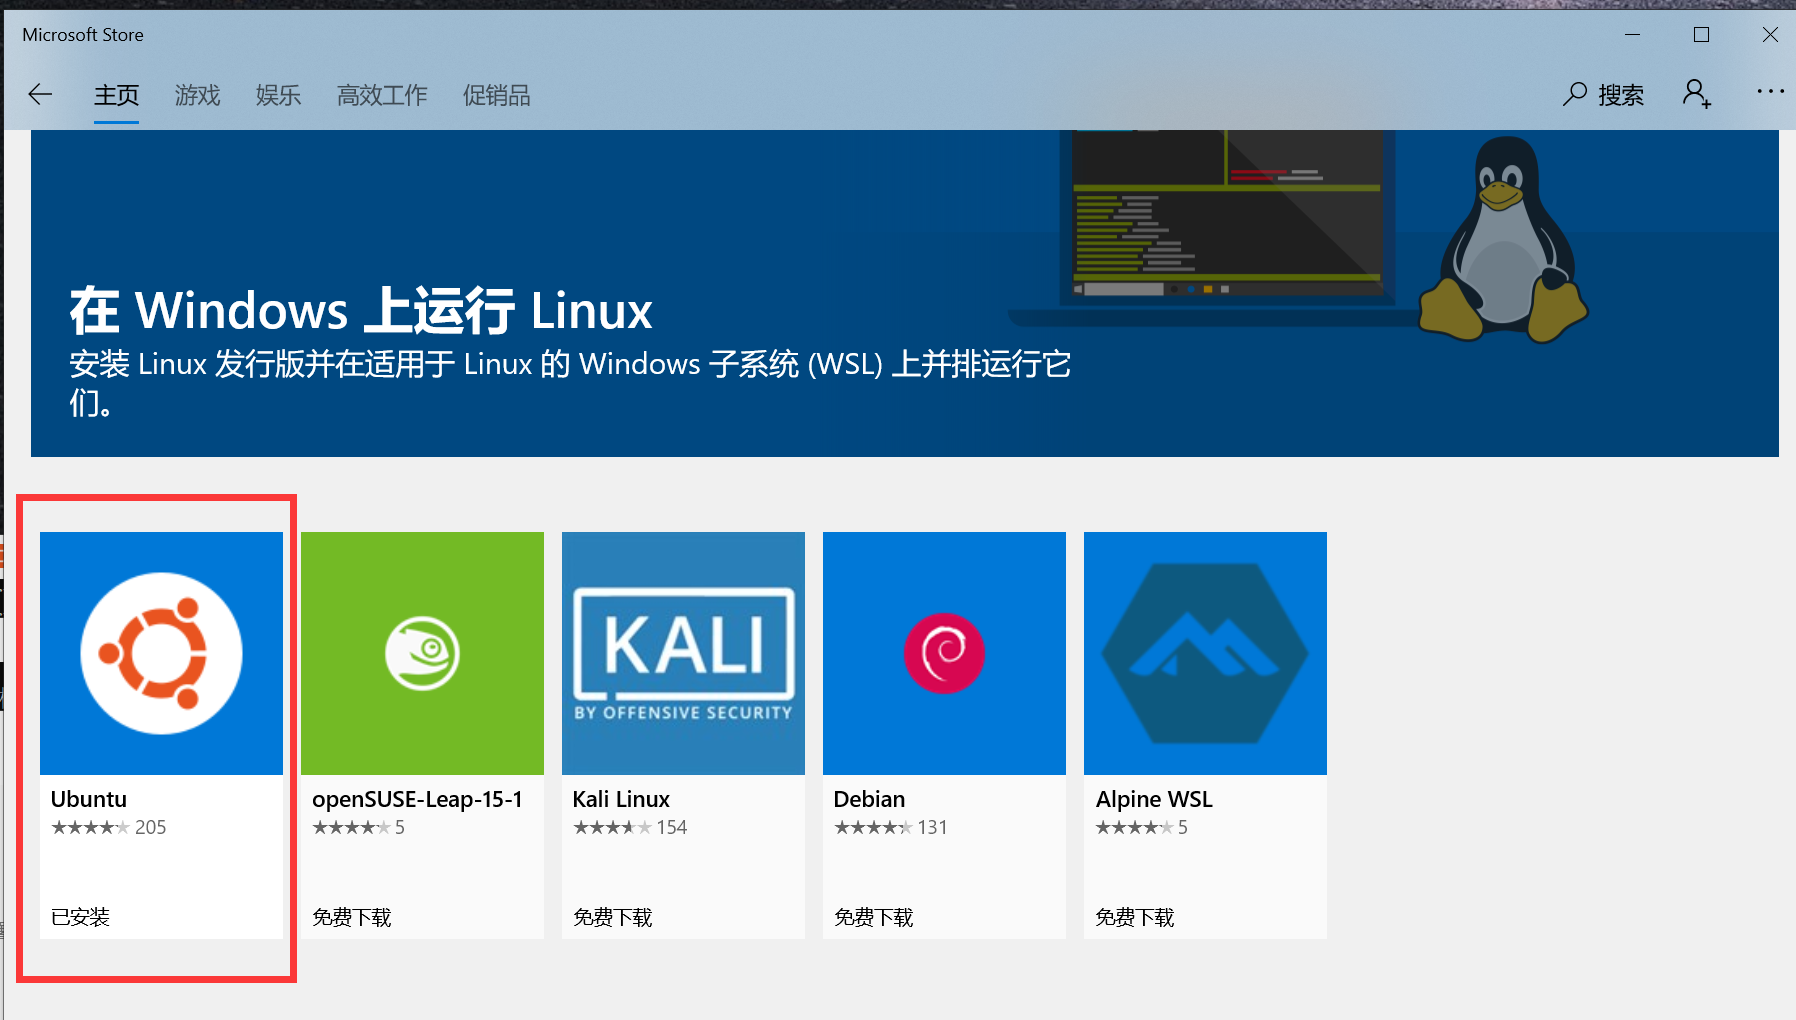 Microsoft Store
主页 游戏 娱乐 高效工作 促销品 搜索
在 Windows 上运行 Linux
安装 Linux 发行版并在适用于 Linux 的 Windows 子系统 (WSL) 上并排运行它
们。
KALI
BY OFFENSIVE SECURITY
Ubuntu openSUSE-Leap-15-1 Kali Linux Debian Alpine WSL
205 5 154 131 5
已安装 免费下载 免费下载 免费下载 免费下载